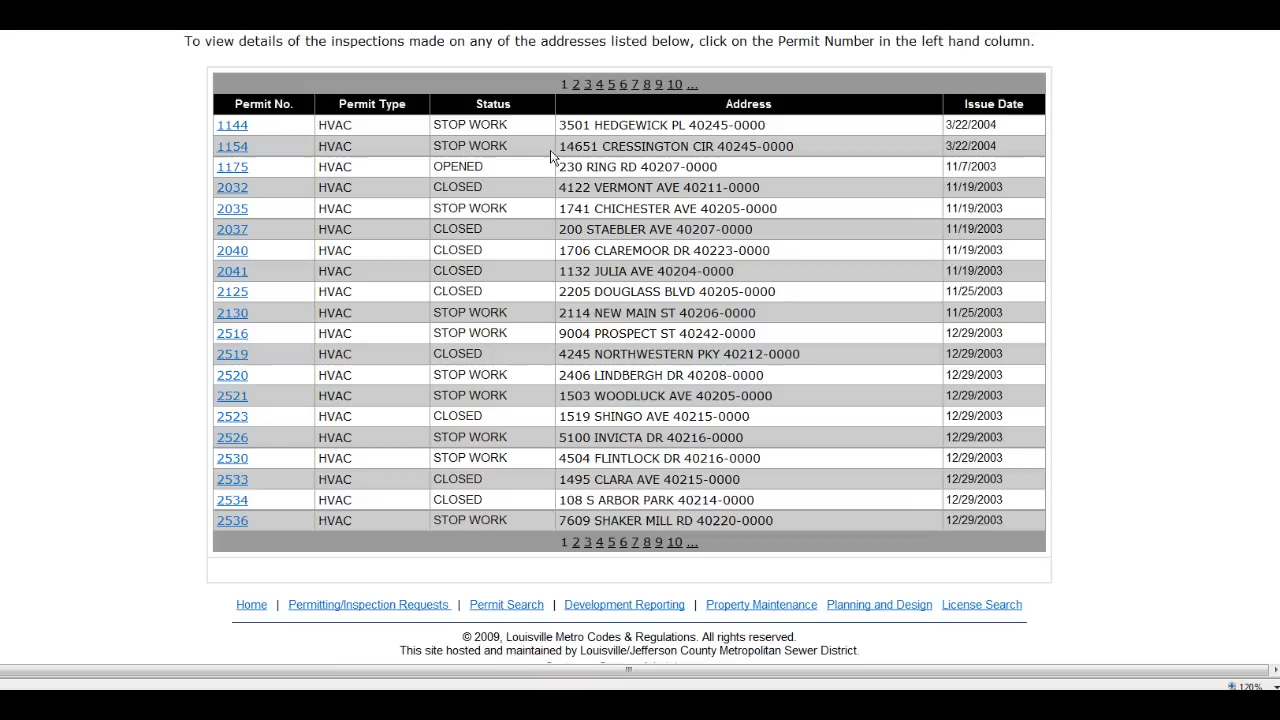 To view details of the inspections made on any of the addresses listed below, click on the Permit Number in the left hand column.
1 2 3 4 5 6 7 8 9 10 ...
Permit No. Permit Type Status Address Issue Date
1144 HVAC STOP WORK 3501 HEDGEWICK PL 40245-0000 3/22/2004
1154 HVAC STOP WORK 14651 CRESSINGTON CIR 40245-0000 3/22/2004
1175 HVAC OPENED 230 RING RD 40207-0000 11/7/2003
2032 HVAC CLOSED 4122 VERMONT AVE 40211-0000 11/19/2003
2035 HVAC STOP WORK 1741 CHICHESTER AVE 40205-0000 11/19/2003
2037 HVAC CLOSED 200 STAEBLER AVE 40207-0000 11/19/2003
2040 HVAC CLOSED 1706 CLAREMOOR DR 40223-0000 11/19/2003
2041 HVAC CLOSED 1132 JULIA AVE 40204-0000 11/19/2003
2125 HVAC CLOSED 2205 DOUGLASS BLVD 40205-0000 11/25/2003
2130 HVAC STOP WORK 2114 NEW MAIN ST 40206-0000 11/25/2003
2516 HVAC STOP WORK 9004 PROSPECT ST 40242-0000 12/29/2003
2519 HVAC CLOSED 4245 NORTHWESTERN PKY 40212-0000 12/29/2003
2520 HVAC STOP WORK 2406 LINDBERGH DR 40208-0000 12/29/2003
2521 HVAC STOP WORK 1503 WOODLUCK AVE 40205-0000 12/29/2003
2523 HVAC CLOSED 1519 SHINGO AVE 40215-0000 12/29/2003
2526 HVAC STOP WORK 5100 INVICTA DR 40216-0000 12/29/2003
2530 HVAC STOP WORK 4504 FLINTLOCK DR 40216-0000 12/29/2003
2533 HVAC CLOSED 1495 CLARA AVE 40215-0000 12/29/2003
2534 HVAC CLOSED 108 S ARBOR PARK 40214-0000 12/29/2003
2536 HVAC STOP WORK 7609 SHAKER MILL RD 40220-0000 12/29/2003
1 2 3 4 5 6 7 8 9 10 ...
Home | Permitting/Inspection Requests | Permit Search | Development Reporting | Property Maintenance Planning and Design License Search
© 2009, Louisville Metro Codes & Regulations. All rights reserved.
This site hosted and maintained by Louisville/Jefferson County Metropolitan Sewer District.
120%